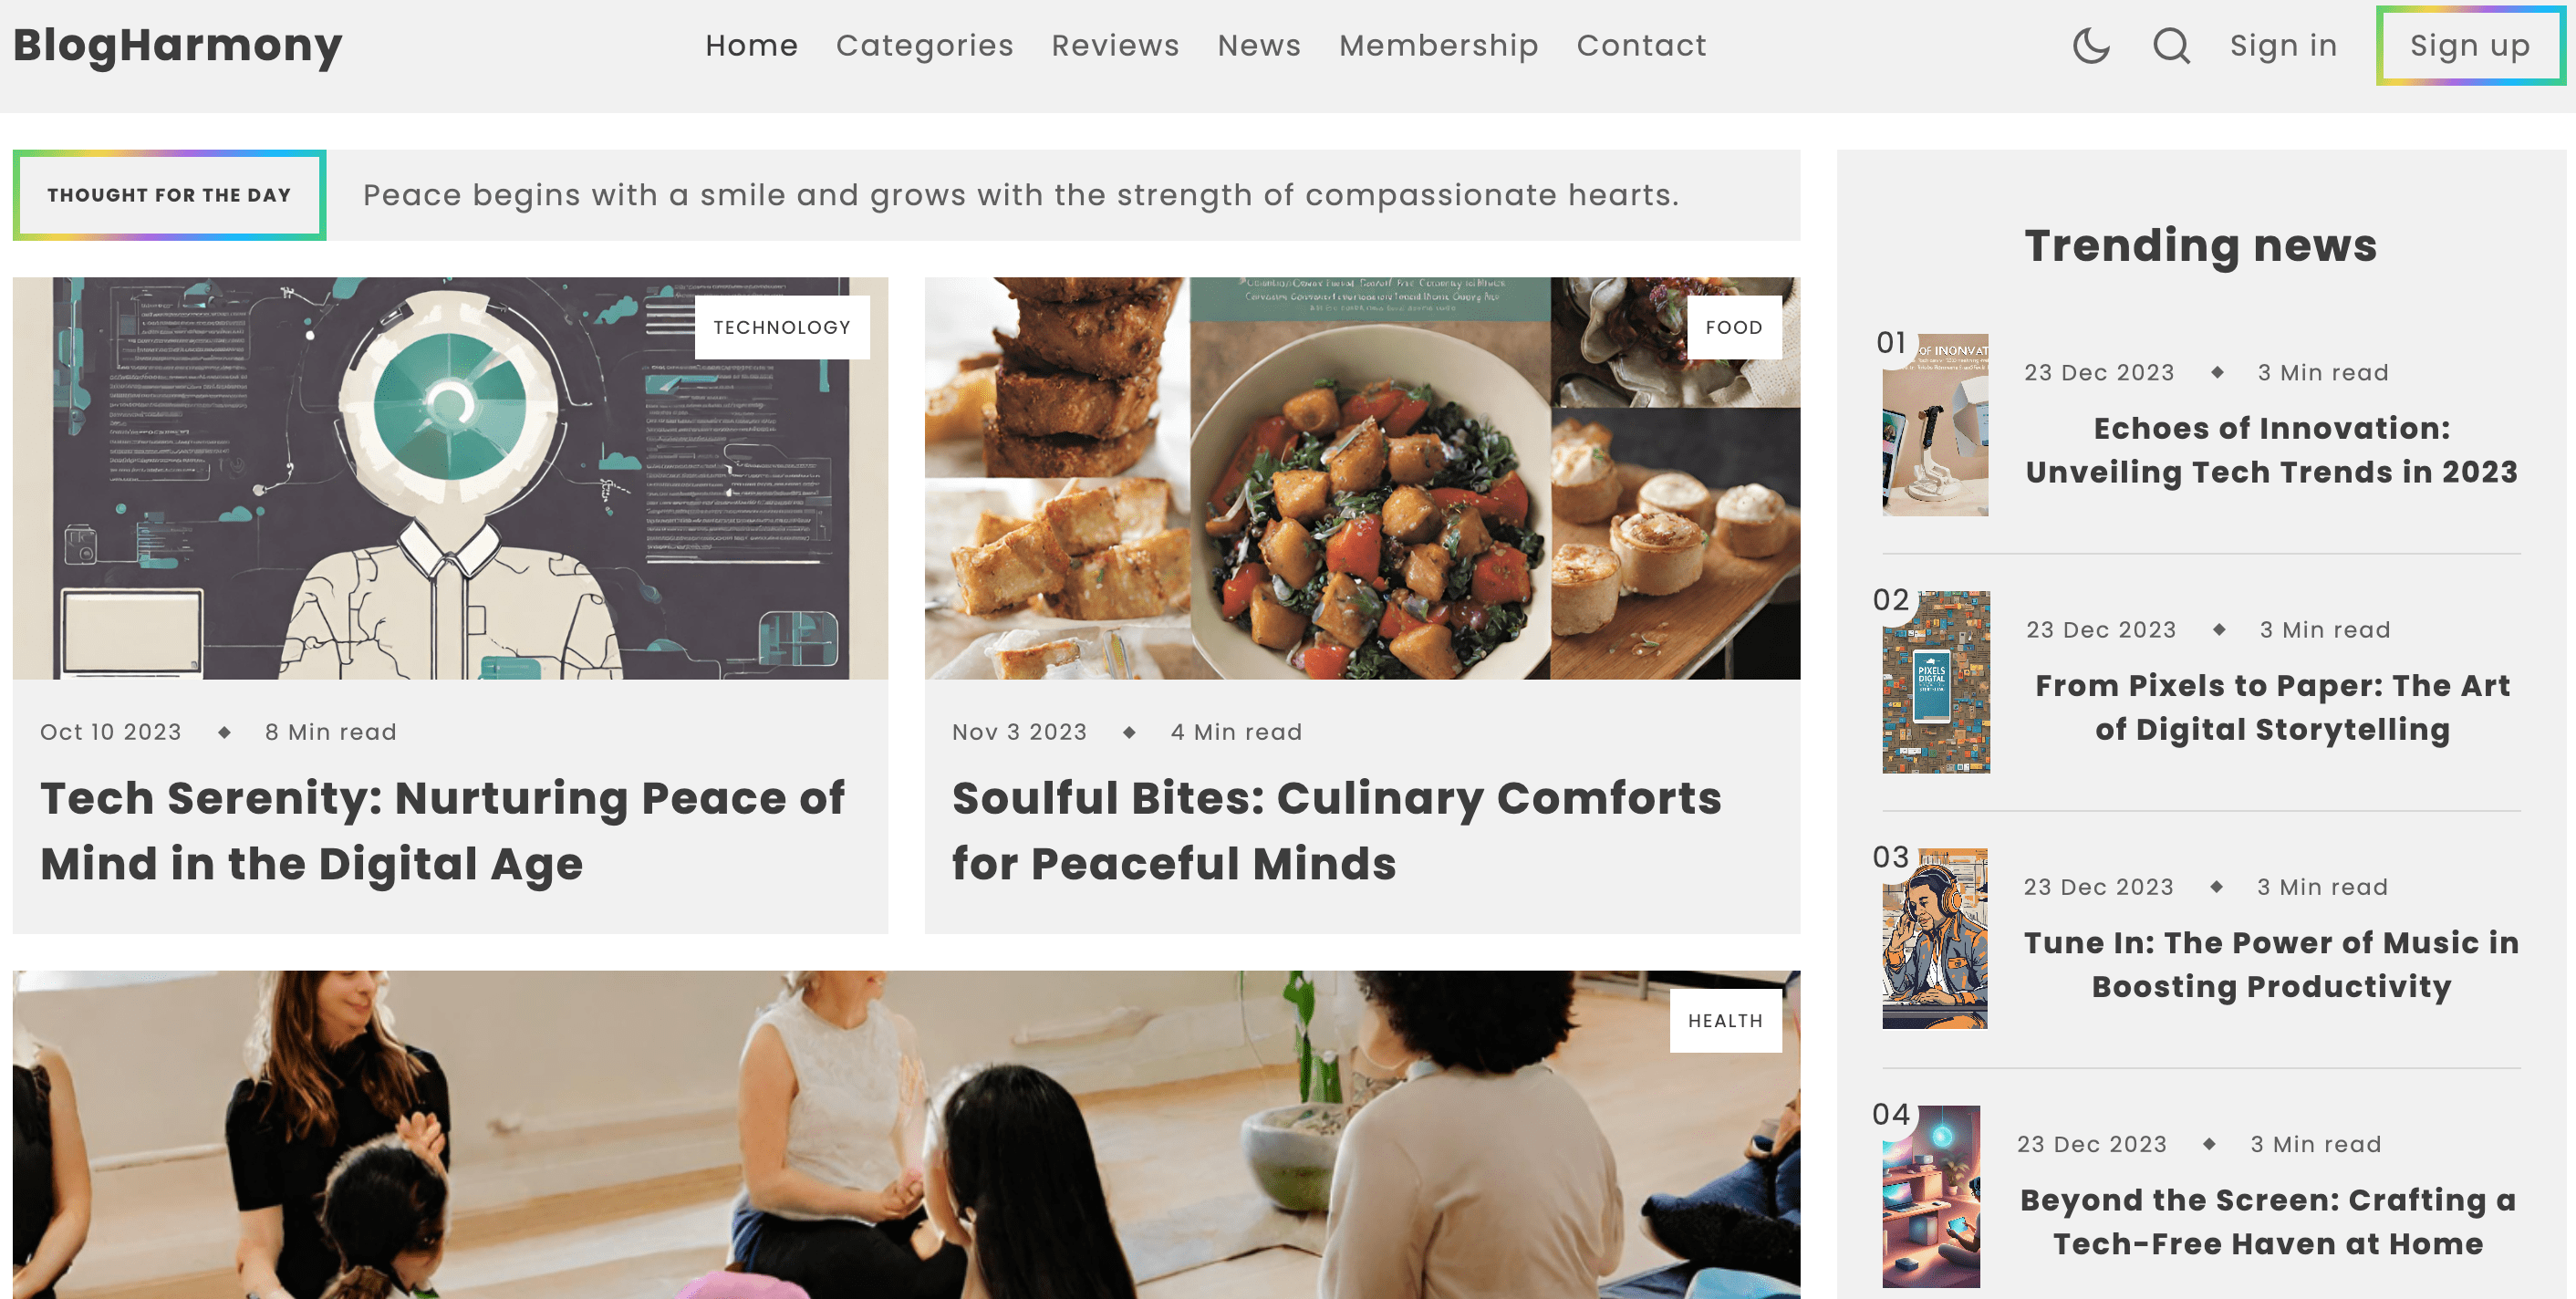 BlogHarmony
Home Categories Reviews News Membership Contact
Sign in
Sign up
THOUGHT FOR THE DAY
Peace begins with a smile and grows with the strength of compassionate hearts.
TECHNOLOGY
Oct 10 2023 ◆ 8 Min read
Tech Serenity: Nurturing Peace of
Mind in the Digital Age
FOOD
Nov 3 2023 ◆ 4 Min read
Soulful Bites: Culinary Comforts
for Peaceful Minds
HEALTH
Trending news
01
OF INONVAT
23 Dec 2023 ◆ 3 Min read
Echoes of Innovation:
Unveiling Tech Trends in 2023
02
PIXELS
DIGITAL
23 Dec 2023 ◆ 3 Min read
From Pixels to Paper: The Art
of Digital Storytelling
03
23 Dec 2023 ◆ 3 Min read
Tune In: The Power of Music in
Boosting Productivity
04
23 Dec 2023 ◆ 3 Min read
Beyond the Screen: Crafting a
Tech-Free Haven at Home